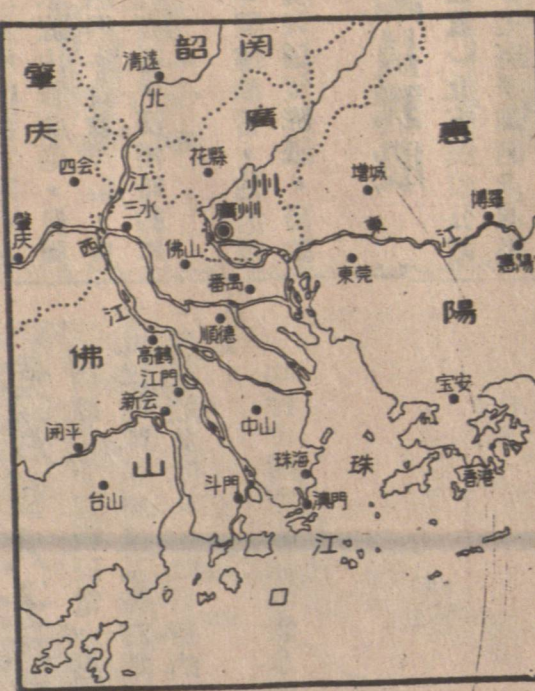 韶関
清遠
肇庆
北江
廣州
惠陽
四会
花縣
增城
博羅
三水
廣州
肇庆
西江
佛山
東江
惠陽
番禺
東莞
順德
佛山
高鶴
江門
宝安
新会
中山
開平
珠海
珠江
香港
台山
斗門
澳門